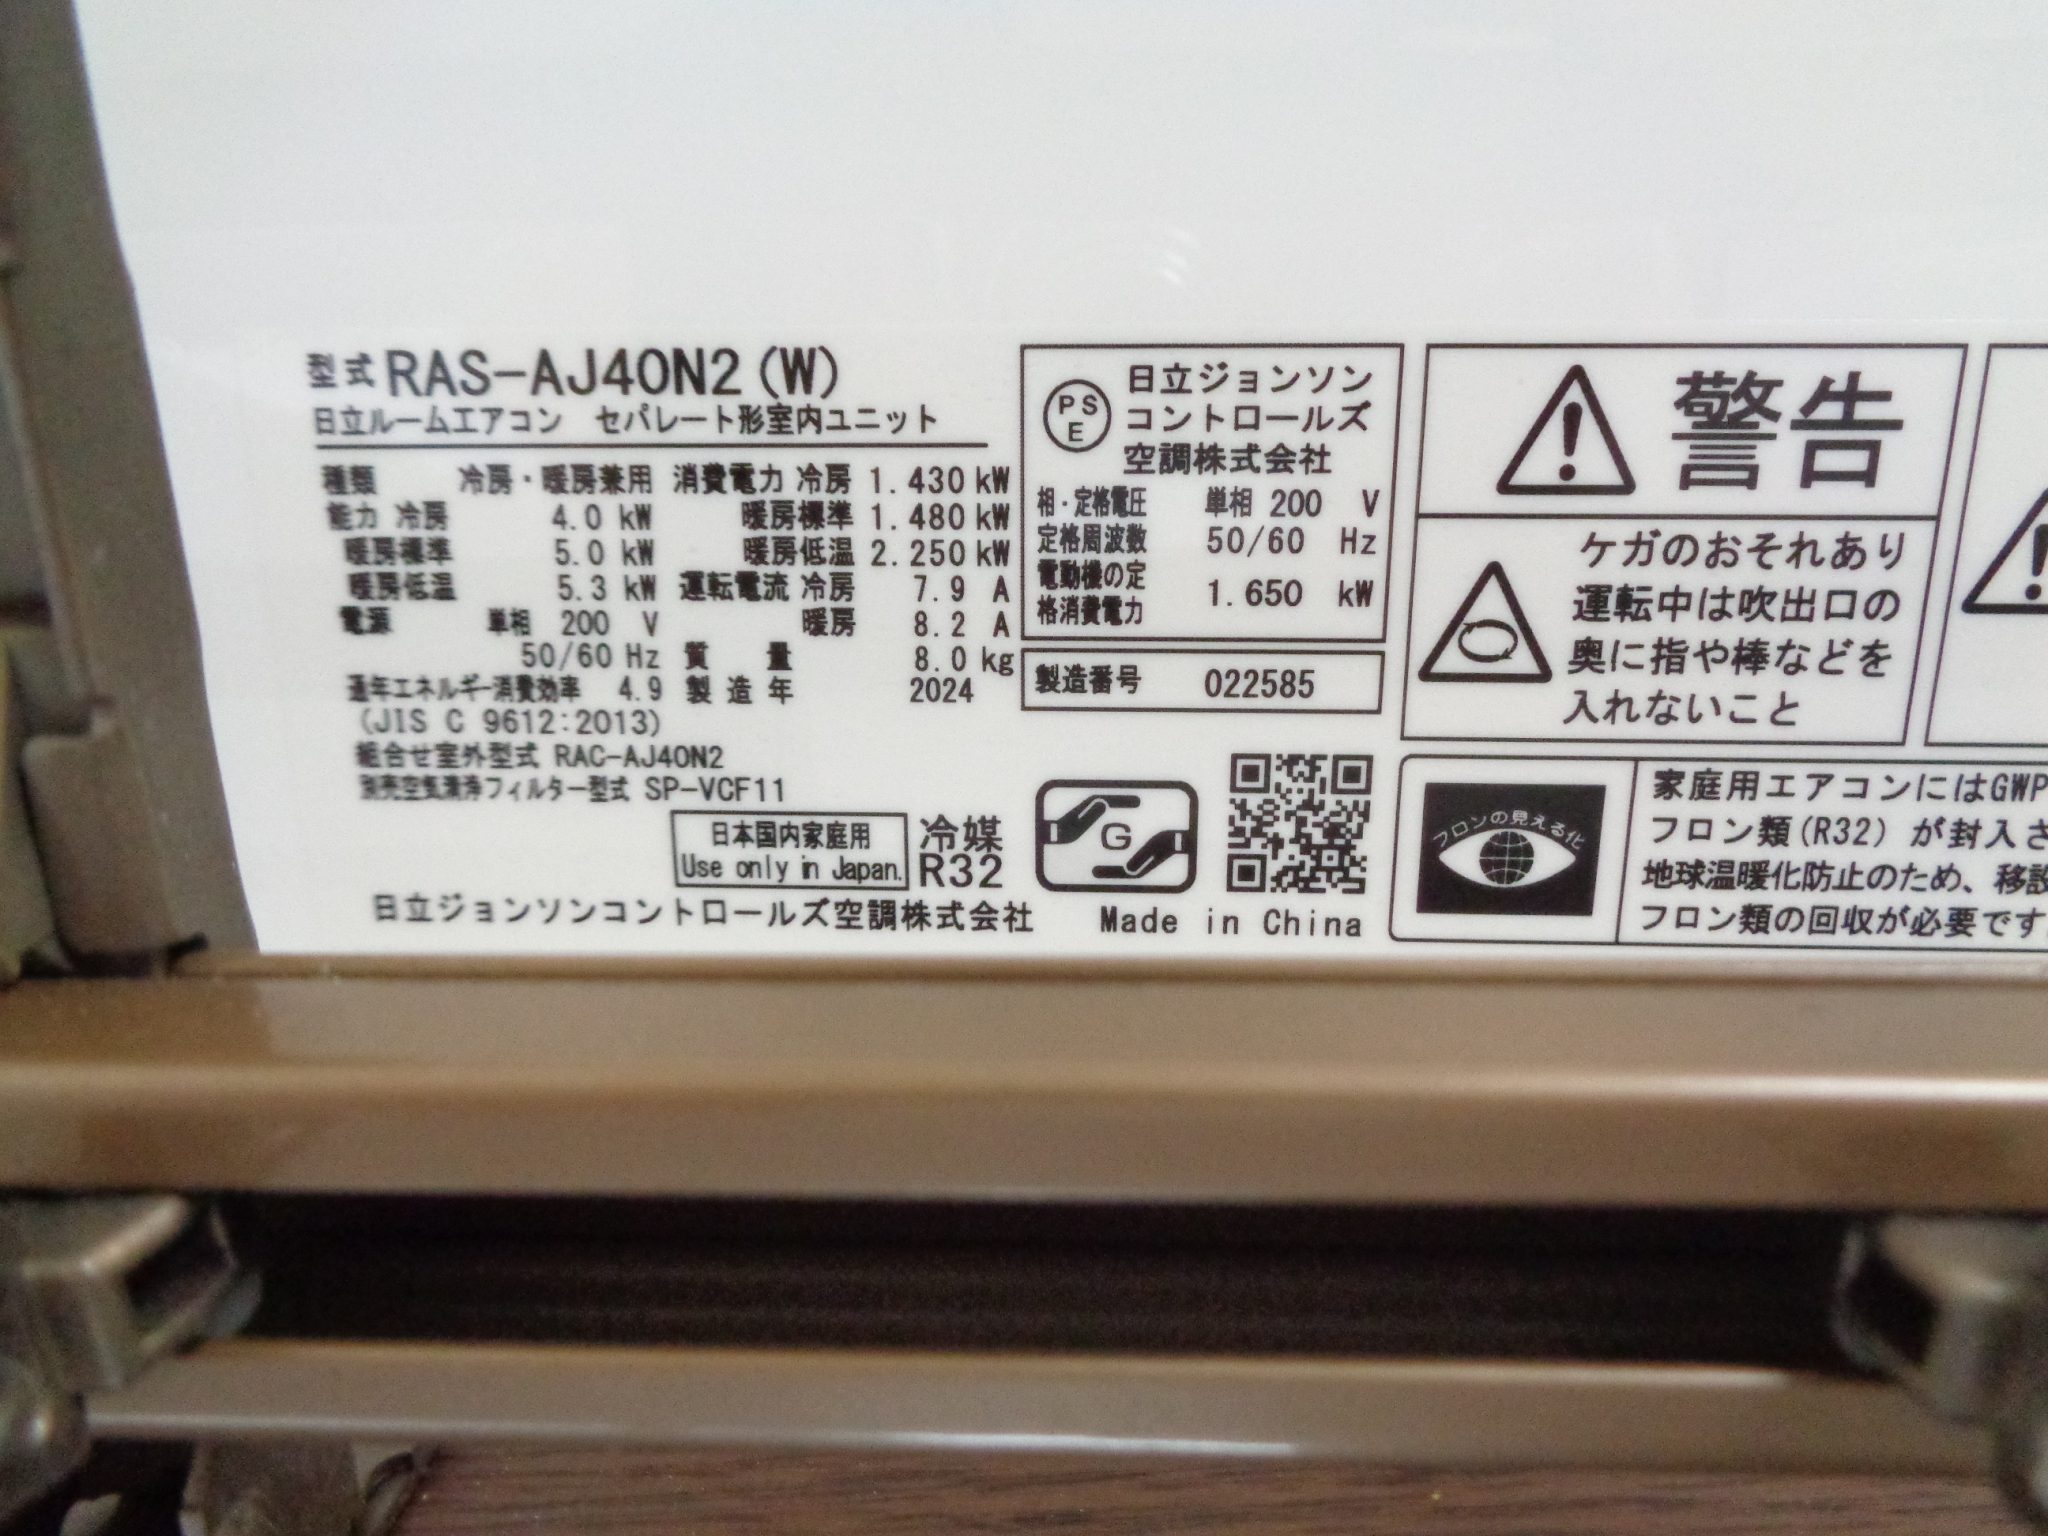 型式 RAS-AJ40N2(W)
日立ルームエアコン セパレート形室内ユニット
種類 冷房・暖房兼用 消費電力 冷房 1.430 kW
能力 冷房 4.0 kW 暖房標準 1.480 kW
暖房標準 5.0 kW 暖房低温 2.250 kW
暖房低温 5.3 kW 運転電流 冷房 7.9 A
電源 単相 200 V 暖房 8.2 A
50/60 Hz 質量 8.0 kg
通年エネルギー消費効率 4.9 製造年 2024
(JIS C 9612:2013)
組合せ室外型式 RAC-AJ40N2
別売空気清浄フィルター型式 SP-VCF11
日本国内家庭用
Use only in Japan.
冷媒
R32
日立ジョンソンコントロールズ空調株式会社
PS
E
日立ジョンソン
コントロールズ
空調株式会社
相・定格電圧 単相 200 V
定格周波数 50/60 Hz
電動機の定
格消費電力 1.650 kW
製造番号 022585
G
Made in China
警告
ケガのおそれあり
運転中は吹出口の
奥に指や棒などを
入れないこと
フロンの見える化
家庭用エアコンにはGWP
フロン類(R32)が封入さ
地球温暖化防止のため、移設
フロン類の回収が必要です